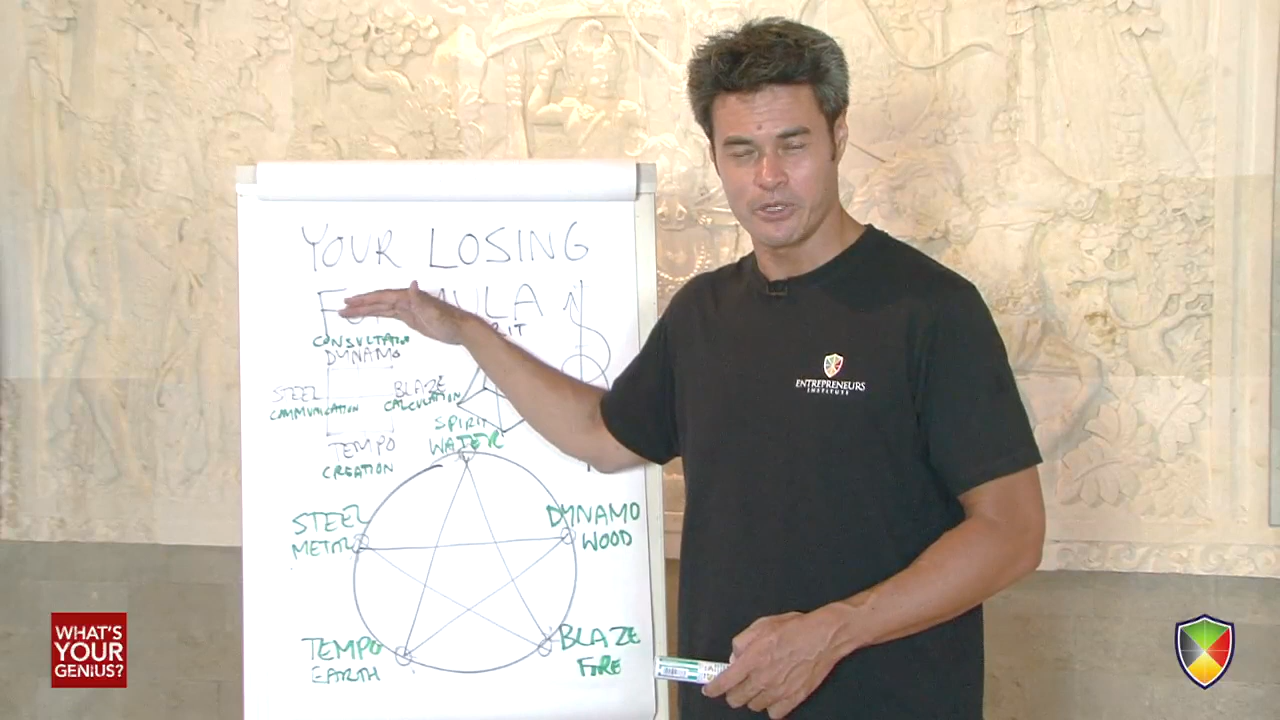 YOUR LOSING
CONSULTATION
DYNAMO
STEEL
COMMUNICATION
BLAZE
CALCULATION
TEMPO
CREATION
SPIRIT
WATER
STEEL
METAL
DYNAMO
WOOD
TEMPO
EARTH
BLAZE
FIRE
ENTREPRENEURS
INSTITUTE
WHAT'S
YOUR
GENIUS?